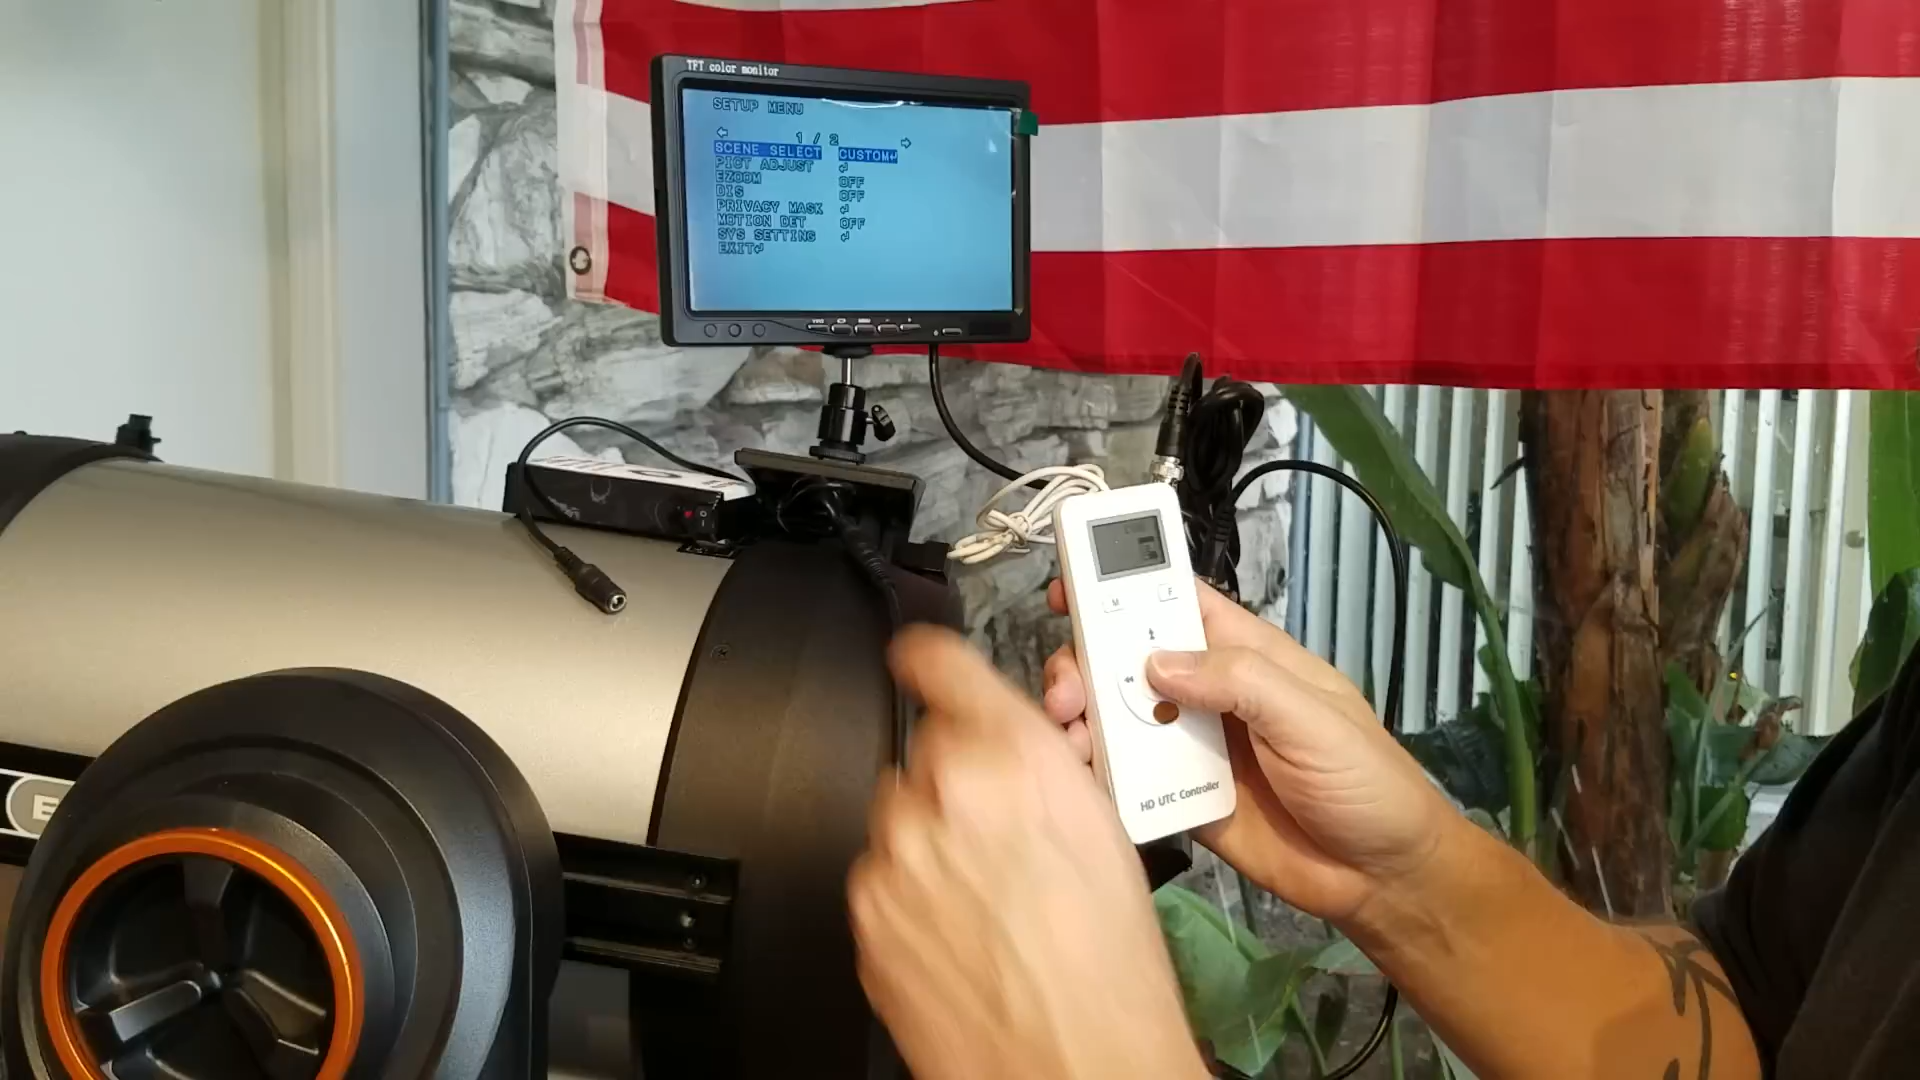 TFT color monitor
SETUP MENU
1 / 2
SCENE SELECT CUSTOM
PICT ADJUST
EZOOM OFF
DIS OFF
PRIVACY MASK
MOTION DET OFF
SYS SETTING
EXIT
M F
HD UTC Controller
E